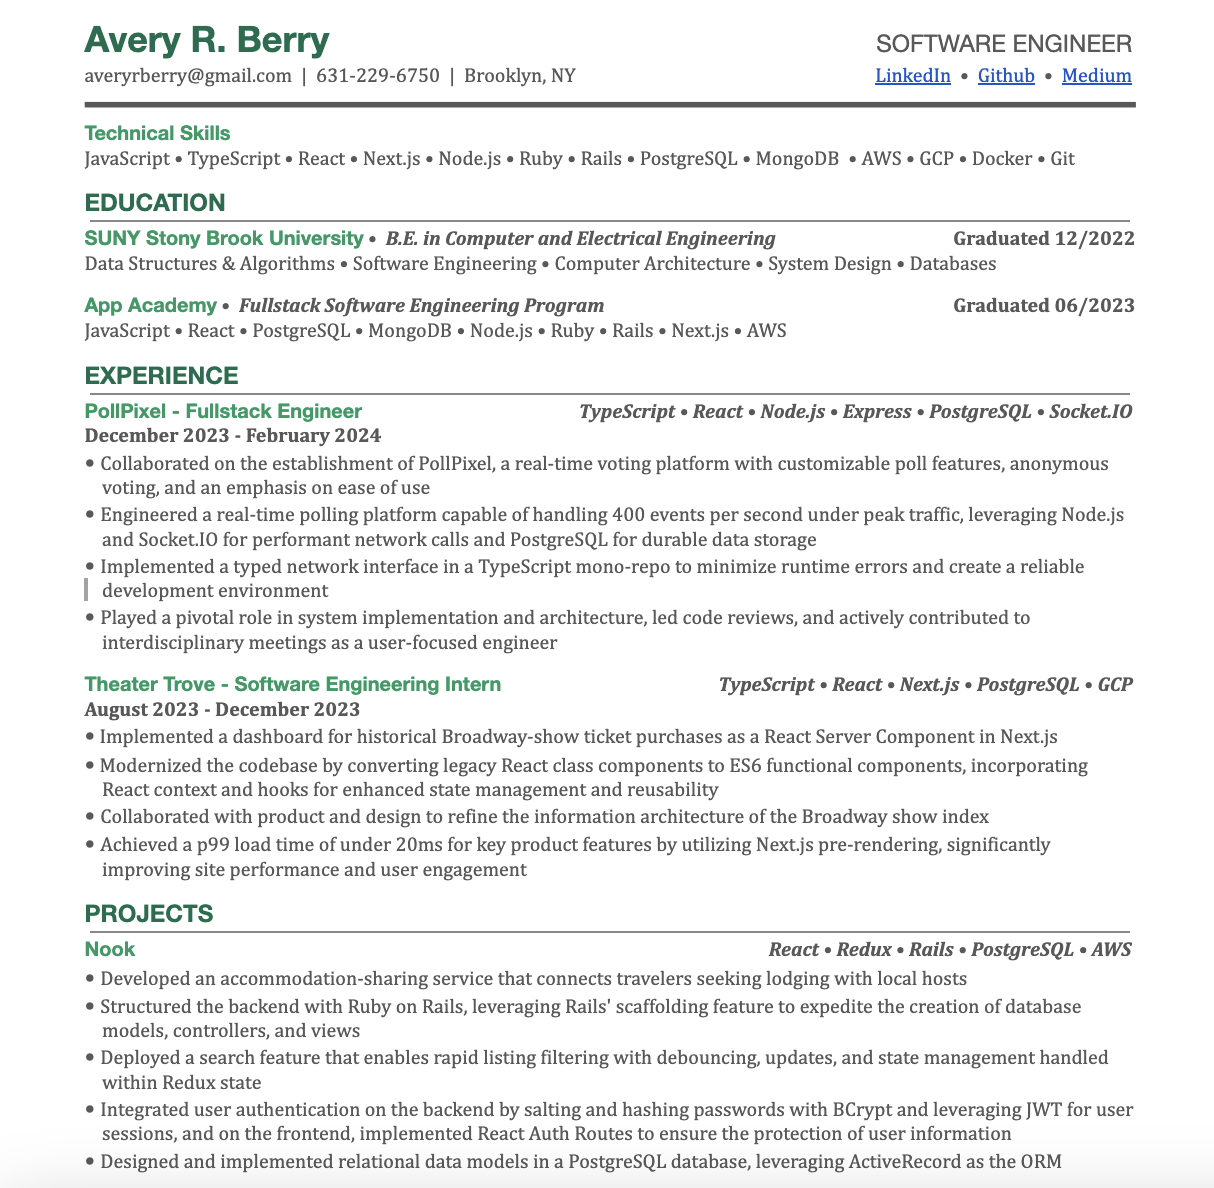 Avery R. Berry
SOFTWARE ENGINEER
averyrberry@gmail.com | 631-229-6750 | Brooklyn, NY
LinkedIn • Github • Medium
Technical Skills
JavaScript • TypeScript • React • Next.js • Node.js • Ruby • Rails • PostgreSQL • MongoDB • AWS • GCP • Docker • Git
EDUCATION
SUNY Stony Brook University • B.E. in Computer and Electrical Engineering Graduated 12/2022
Data Structures & Algorithms • Software Engineering • Computer Architecture • System Design • Databases
App Academy • Fullstack Software Engineering Program Graduated 06/2023
JavaScript • React • PostgreSQL • MongoDB • Node.js • Ruby • Rails • Next.js • AWS
EXPERIENCE
PollPixel - Fullstack Engineer TypeScript • React • Node.js • Express • PostgreSQL • Socket.IO
December 2023 - February 2024
• Collaborated on the establishment of PollPixel, a real-time voting platform with customizable poll features, anonymous
voting, and an emphasis on ease of use
• Engineered a real-time polling platform capable of handling 400 events per second under peak traffic, leveraging Node.js
and Socket.IO for performant network calls and PostgreSQL for durable data storage
• Implemented a typed network interface in a TypeScript mono-repo to minimize runtime errors and create a reliable
development environment
• Played a pivotal role in system implementation and architecture, led code reviews, and actively contributed to
interdisciplinary meetings as a user-focused engineer
Theater Trove - Software Engineering Intern TypeScript • React • Next.js • PostgreSQL • GCP
August 2023 - December 2023
• Implemented a dashboard for historical Broadway-show ticket purchases as a React Server Component in Next.js
• Modernized the codebase by converting legacy React class components to ES6 functional components, incorporating
React context and hooks for enhanced state management and reusability
• Collaborated with product and design to refine the information architecture of the Broadway show index
• Achieved a p99 load time of under 20ms for key product features by utilizing Next.js pre-rendering, significantly
improving site performance and user engagement
PROJECTS
Nook React • Redux • Rails • PostgreSQL • AWS
• Developed an accommodation-sharing service that connects travelers seeking lodging with local hosts
• Structured the backend with Ruby on Rails, leveraging Rails' scaffolding feature to expedite the creation of database
models, controllers, and views
• Deployed a search feature that enables rapid listing filtering with debouncing, updates, and state management handled
within Redux state
• Integrated user authentication on the backend by salting and hashing passwords with BCrypt and leveraging JWT for user
sessions, and on the frontend, implemented React Auth Routes to ensure the protection of user information
• Designed and implemented relational data models in a PostgreSQL database, leveraging ActiveRecord as the ORM